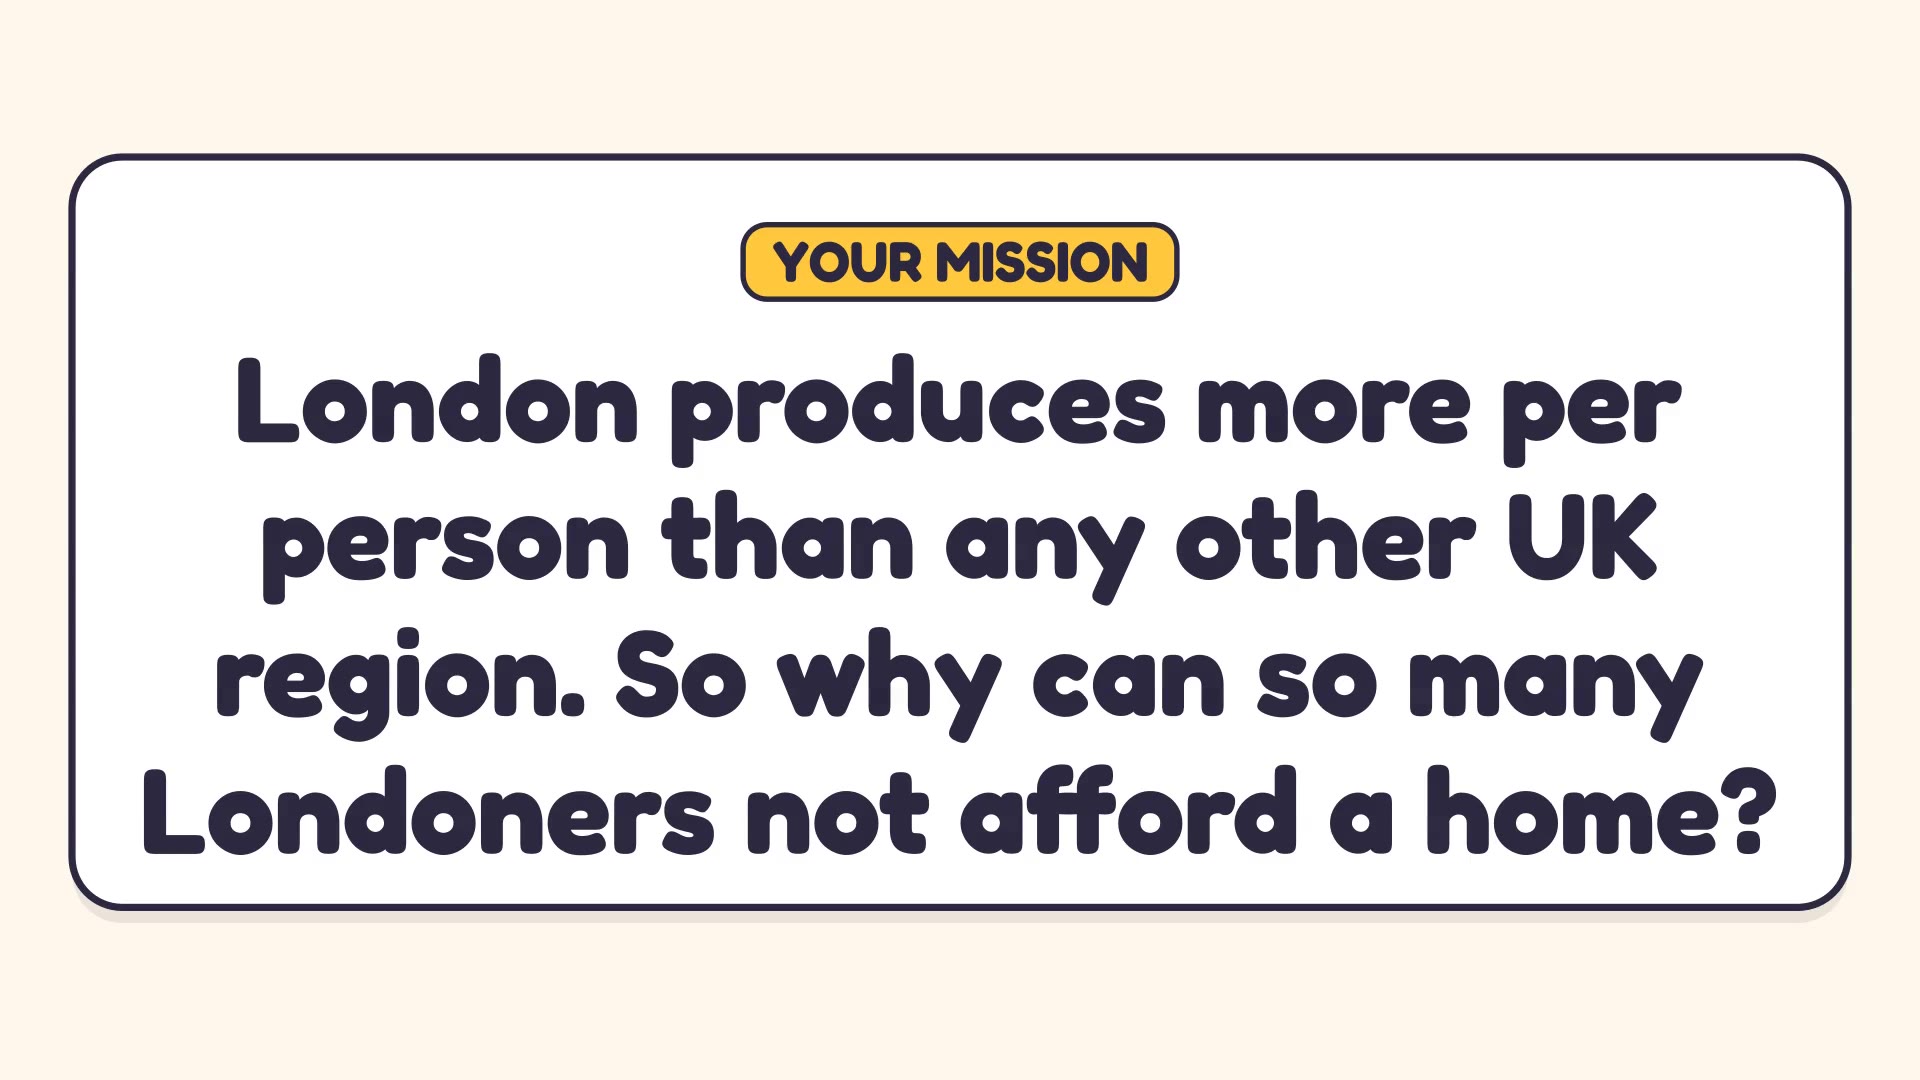 YOUR MISSION
London produces more per
person than any other UK
region. So why can so many
Londoners not afford a home?